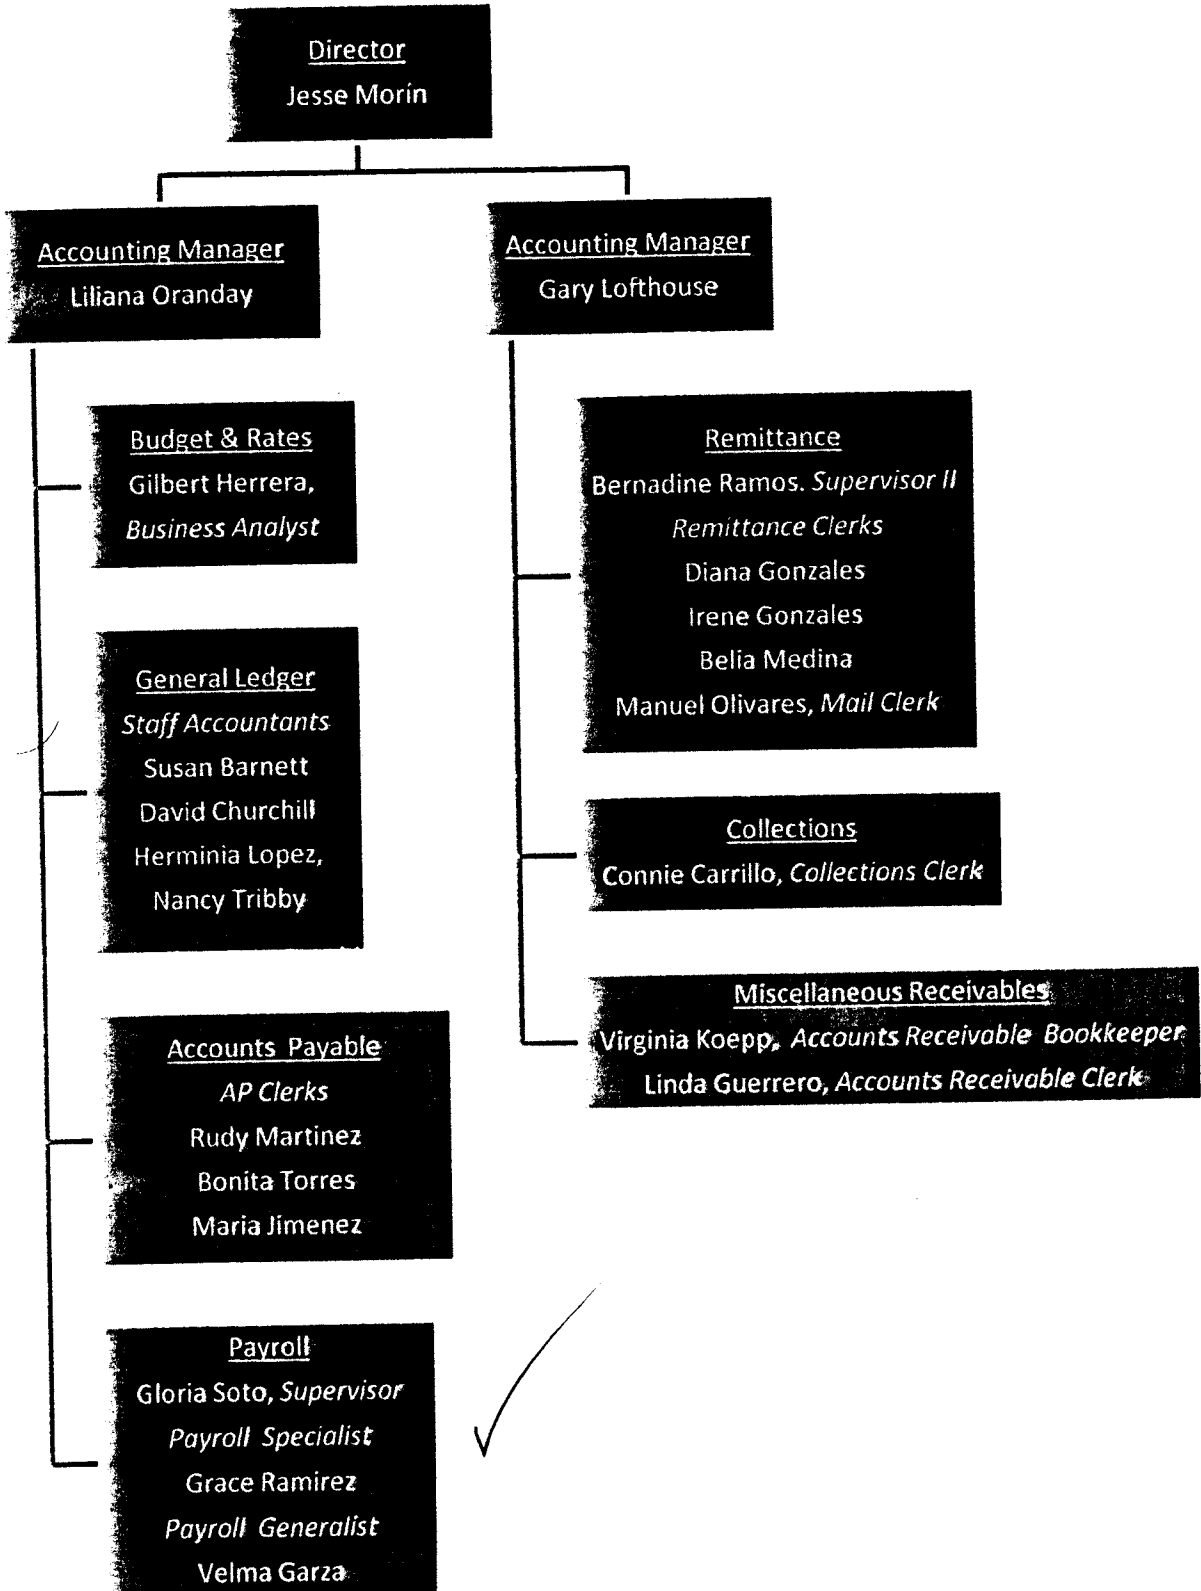 Director
Jesse Morin
Accounting Manager
Liliana Oranday
Budget & Rates
Gilbert Herrera,
Business Analyst
General Ledger
Staff Accountants
Susan Barnett
David Churchill
Herminia Lopez,
Nancy Tribby
Accounts Payable
AP Clerks
Rudy Martinez
Bonita Torres
Maria Jimenez
Payroll
Gloria Soto, Supervisor
Payroll Specialist
Grace Ramirez
Payroll Generalist
Velma Garza
Accounting Manager
Gary Lofthouse
Remittance
Bernadine Ramos. Supervisor II
Remittance Clerks
Diana Gonzales
Irene Gonzales
Belia Medina
Manuel Olivares, Mail Clerk
Collections
Connie Carrillo, Collections Clerk
Miscellaneous Receivables
Virginia Koepp, Accounts Receivable Bookkeeper
Linda Guerrero, Accounts Receivable Clerk